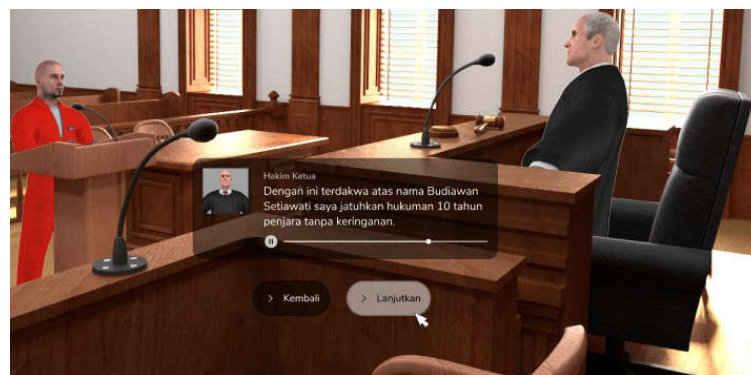 Hakim Ketua
Dengan ini terdakwa atas nama Budiawan
Setiawati saya jatuhkan hukuman 10 tahun
penjara tanpa keringanan.
Kembali
Lanjutkan